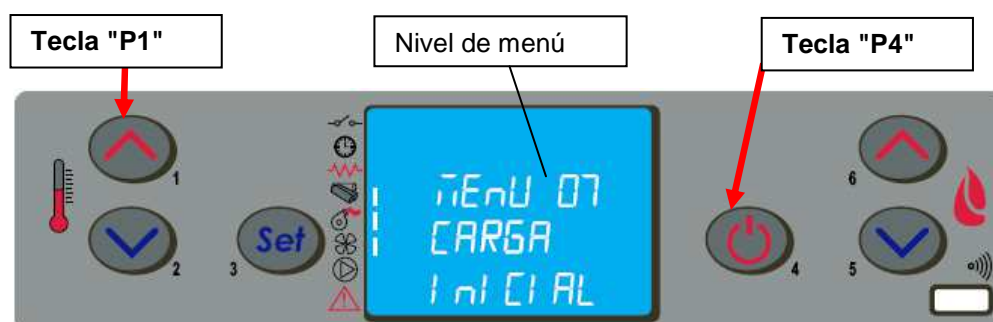 Tecla "P1"
Nivel de menú
Tecla "P4"
1
6
MEnU 07
CARGA
InICIAL
Set
2
3
4
5